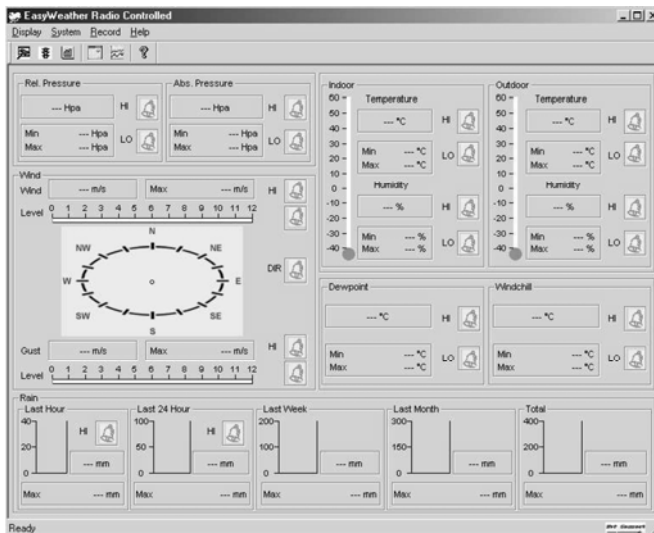 EasyWeather Radio Controlled
Display System Record Help
Rel. Pressure
--- Hpa
HI
Min --- Hpa
Max --- Hpa
LO
Abs. Pressure
--- Hpa
HI
Min --- Hpa
Max --- Hpa
LO
Wind
Wind --- m/s Max --- m/s HI
Level 0 1 2 3 4 5 6 7 8 9 10 11 12
N
NW NE
W E
SW SE
S
DIR
Gust --- m/s Max --- m/s HI
Level 0 1 2 3 4 5 6 7 8 9 10 11 12
Indoor
60
50
40
30
20
10
0
-10
-20
-30
-40
Temperature
--- °C
HI
Min --- °C
Max --- °C
LO
Humidity
--- %
HI
Min --- %
Max --- %
LO
Outdoor
60
50
40
30
20
10
0
-10
-20
-30
-40
Temperature
--- °C
HI
Min --- °C
Max --- °C
LO
Humidity
--- %
HI
Min --- %
Max --- %
LO
Dewpoint
--- °C
HI
Min --- °C
Max --- °C
LO
Windchill
--- °C
HI
Min --- °C
Max --- °C
LO
Rain
Last Hour
40
20
0
HI
--- mm
Max --- mm
Last 24 Hour
100
50
0
HI
--- mm
Max --- mm
Last Week
200
100
0
--- mm
Max --- mm
Last Month
300
150
0
--- mm
Max --- mm
Total
400
200
0
--- mm
Max --- mm
Ready